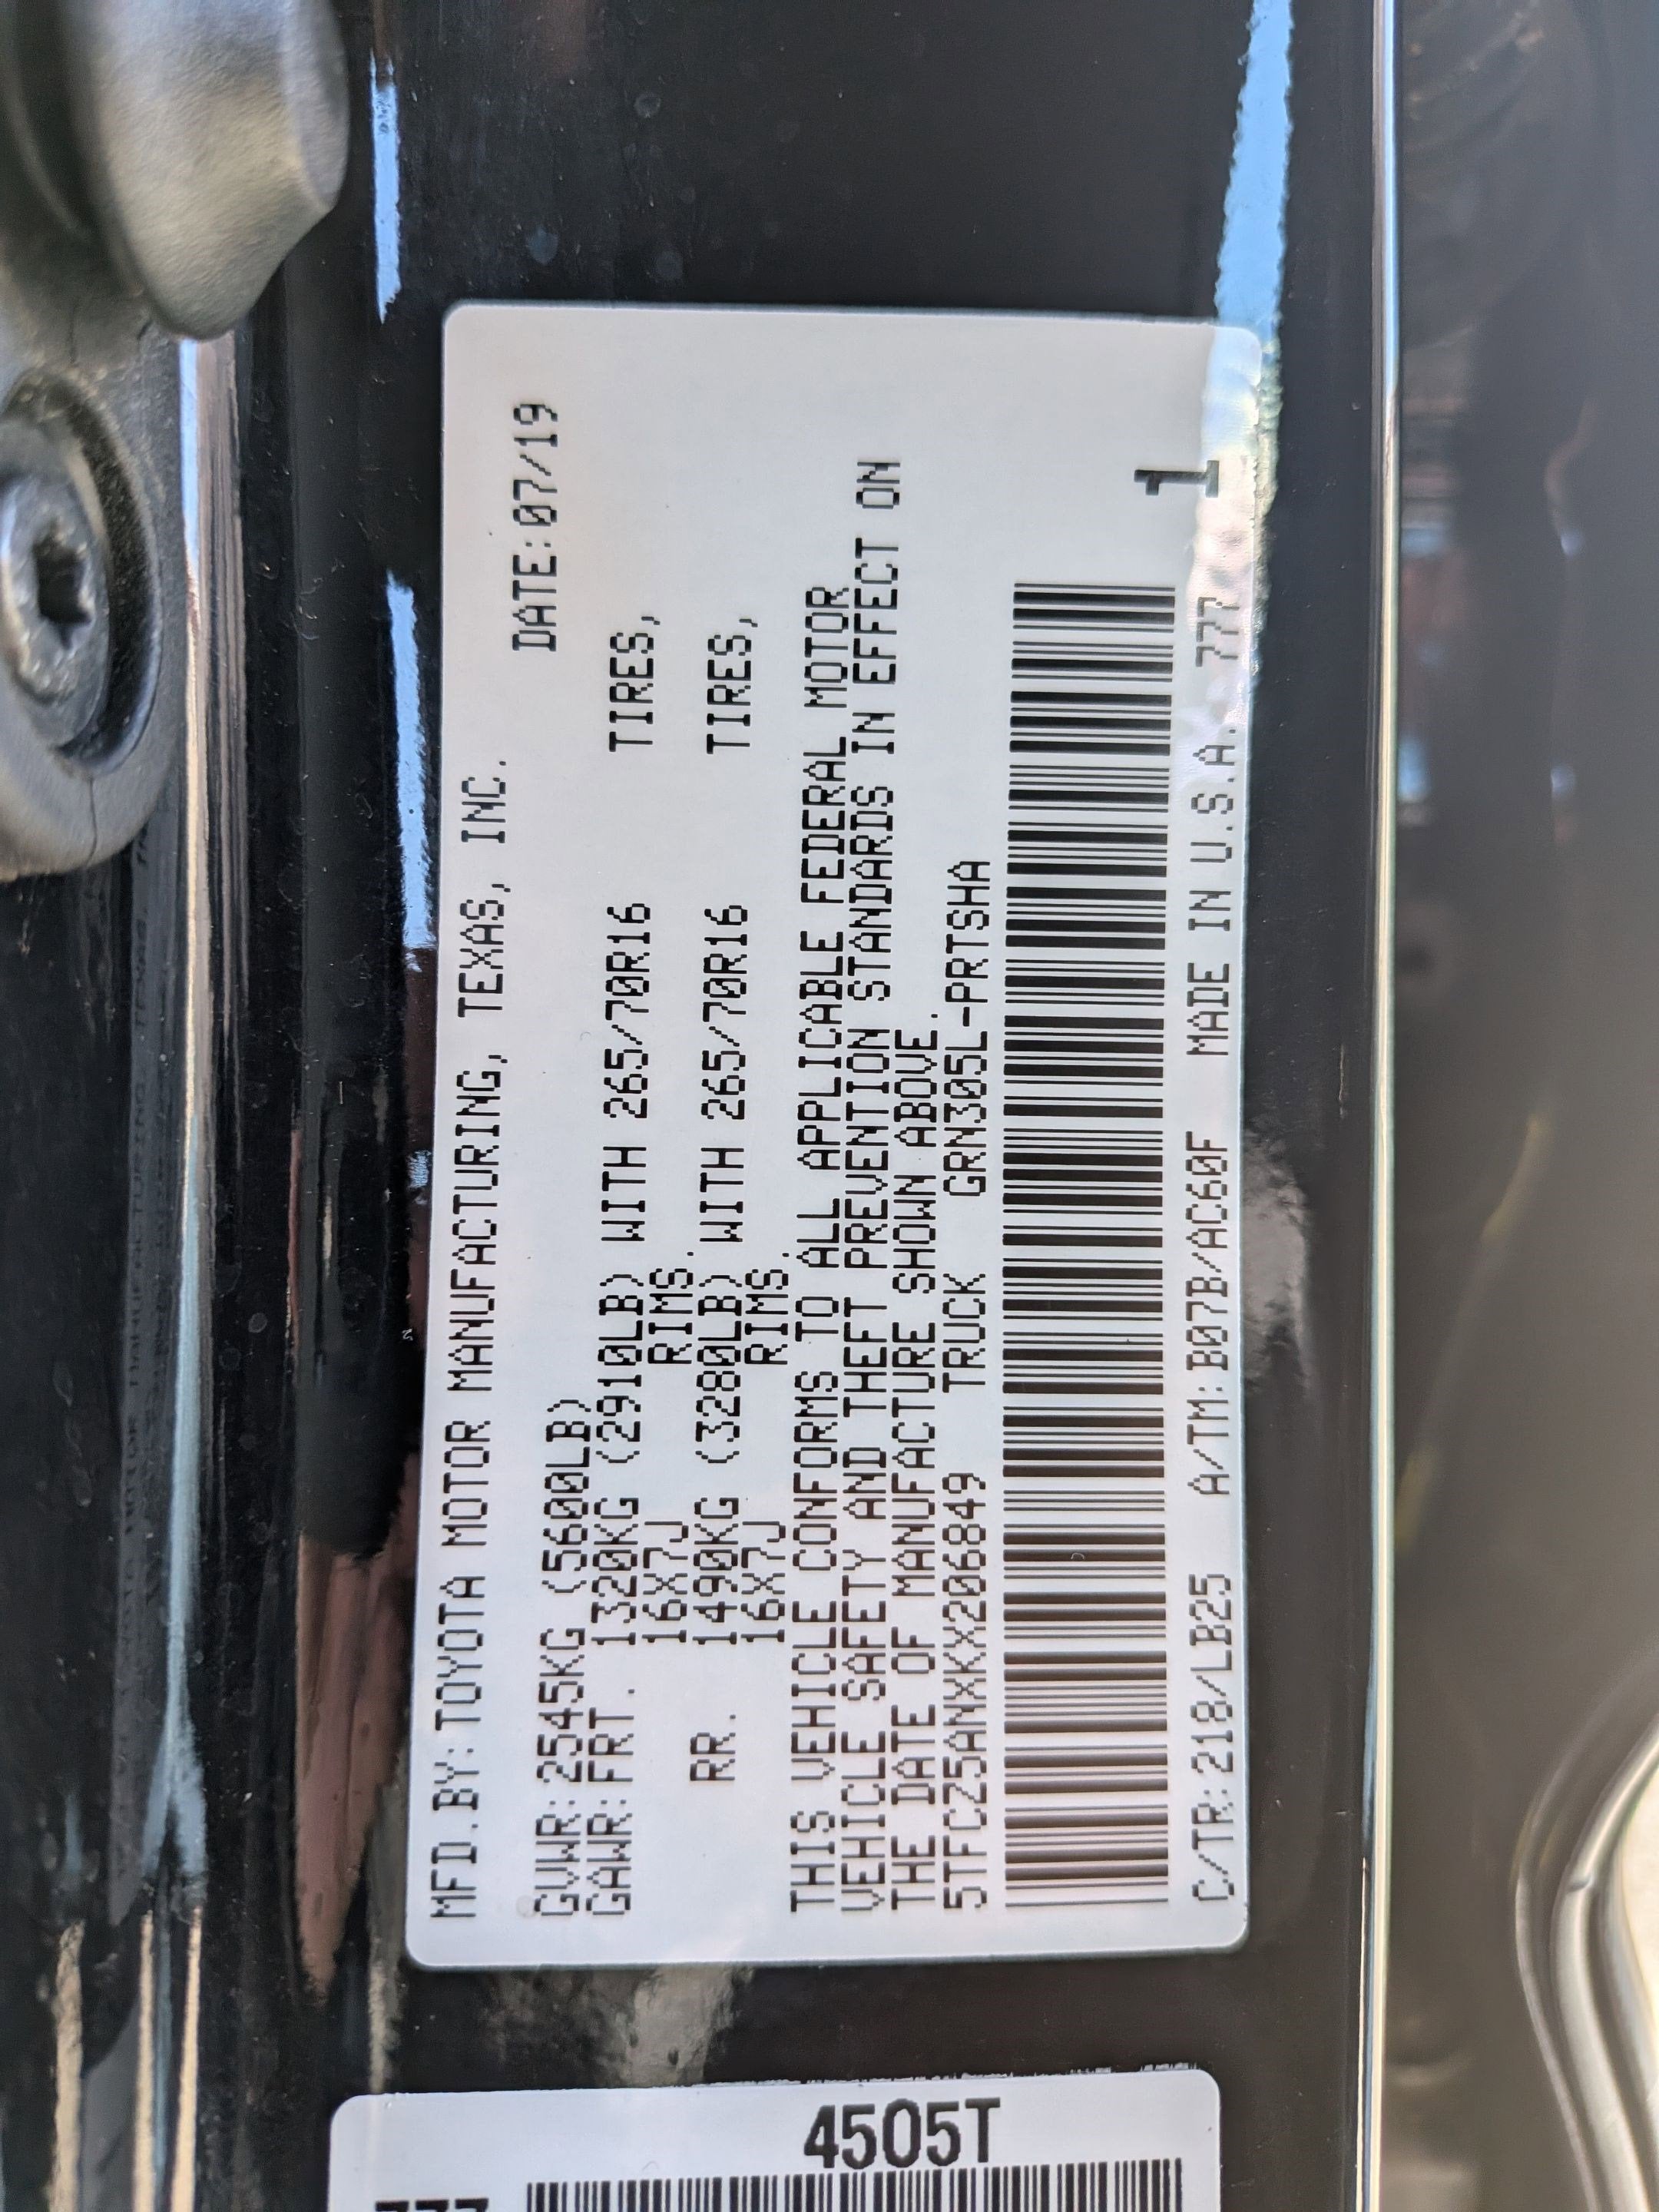 MFD.BY:TOYOTA MOTOR MANUFACTURING, TEXAS, INC.
DATE:07/19
GVWR:2545KG (5600LB)
GAWR:FRT. 1320KG (2910LB) WITH 265/70R16 TIRES,
16X7J RIMS.
RR. 1490KG (3280LB) WITH 265/70R16 TIRES,
16X7J RIMS.
THIS VEHICLE CONFORMS TO ALL APPLICABLE FEDERAL MOTOR
VEHICLE SAFETY AND THEFT PREVENTION STANDARDS IN EFFECT ON
THE DATE OF MANUFACTURE SHOWN ABOVE.
5TFCZ5ANXKX206849 TRUCK GRN305L-PRTSHA
1
C/TR:218/LB25 A/TM:B07B/AC60F MADE IN U.S.A. 777
4505T